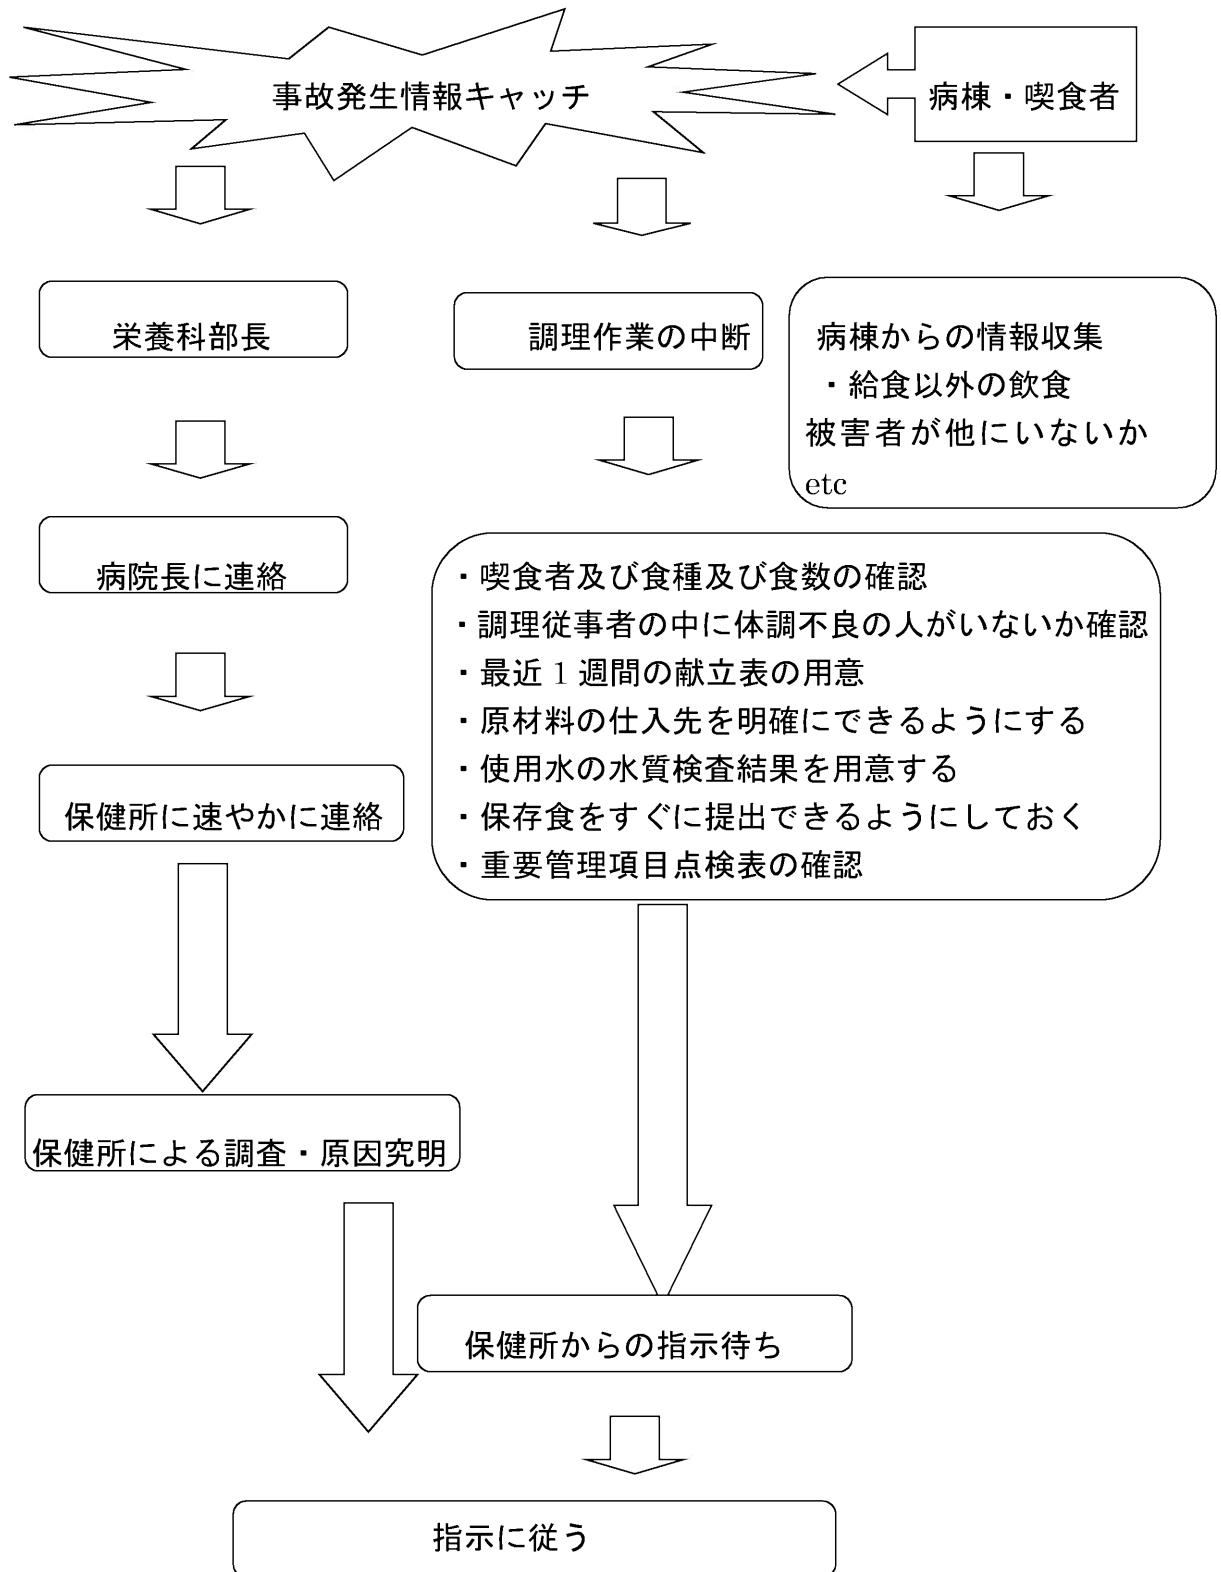 事故発生情報キャッチ
病棟・喫食者
栄養科部長
調理作業の中断
病棟からの情報収集
・給食以外の飲食
被害者が他にいないか
etc
病院長に連絡
・喫食者及び食種及び食数の確認
・調理従事者の中に体調不良の人がいないか確認
・最近1週間の献立表の用意
・原材料の仕入先を明確にできるようにする
・使用水の水質検査結果を用意する
・保存食をすぐに提出できるようにしておく
・重要管理項目点検表の確認
保健所に速やかに連絡
保健所による調査・原因究明
保健所からの指示待ち
指示に従う